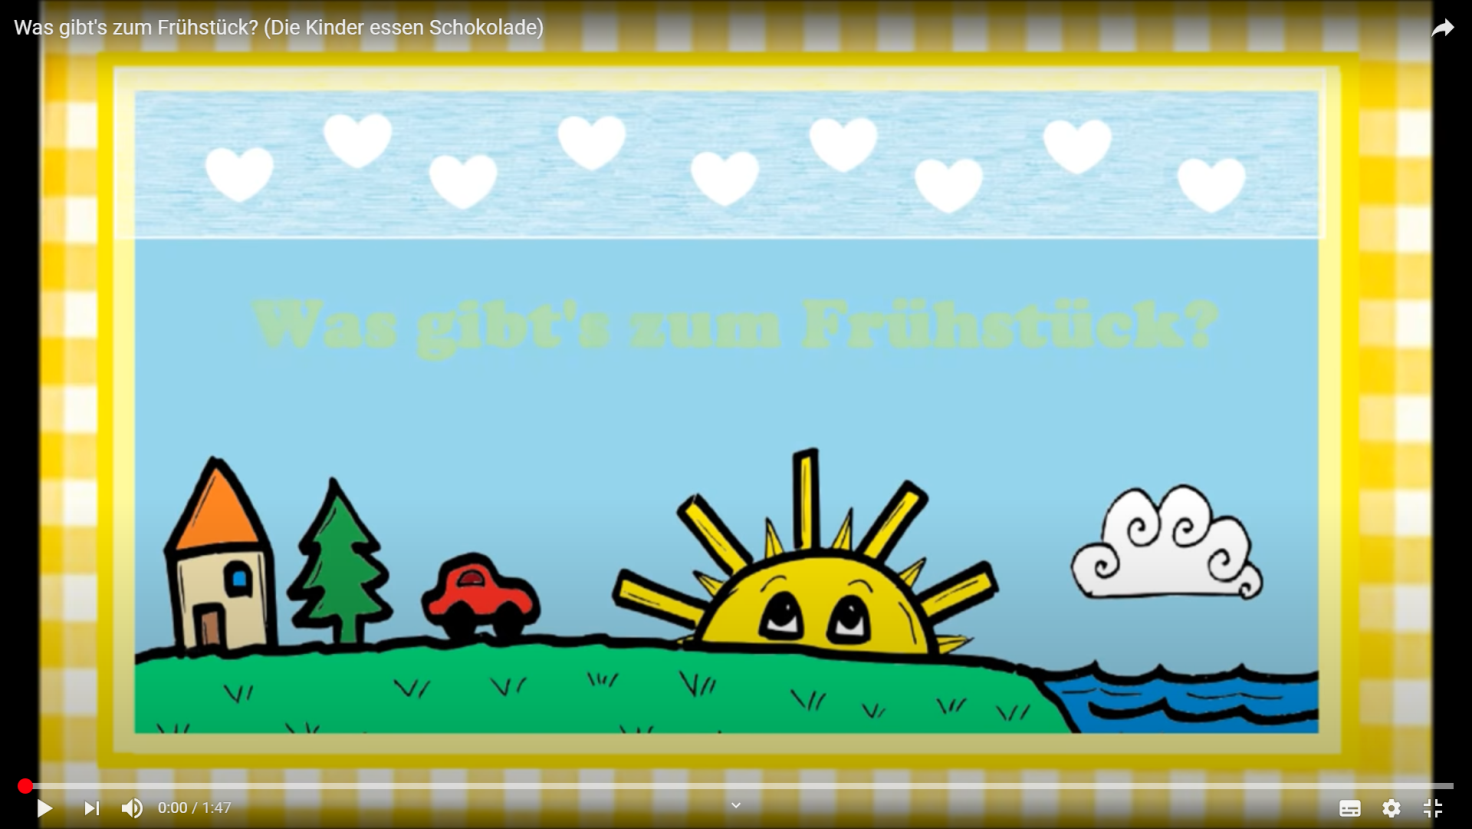 Was gibt's zum Frühstück? (Die Kinder essen Schokolade)
Was gibt's zum Frühstück?
0:00 / 1:47